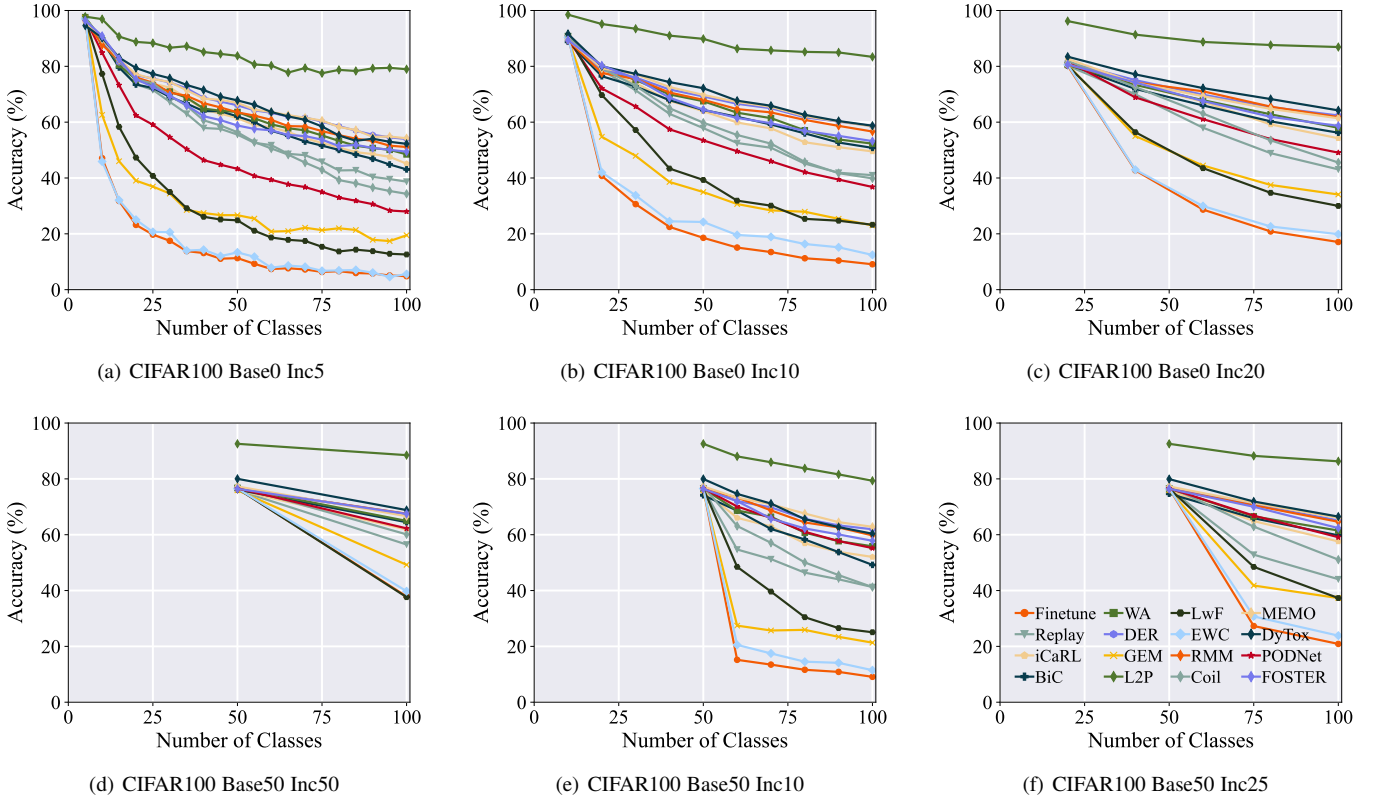 100
80
60
40
20
0
Accuracy (%)
0 25 50 75 100
Number of Classes
(a) CIFAR100 Base0 Inc5
100
80
60
40
20
0
Accuracy (%)
0 25 50 75 100
Number of Classes
(b) CIFAR100 Base0 Inc10
100
80
60
40
20
0
Accuracy (%)
0 25 50 75 100
Number of Classes
(c) CIFAR100 Base0 Inc20
100
80
60
40
20
0
Accuracy (%)
0 25 50 75 100
Number of Classes
(d) CIFAR100 Base50 Inc50
100
80
60
40
20
0
Accuracy (%)
0 25 50 75 100
Number of Classes
(e) CIFAR100 Base50 Inc10
100
80
60
40
20
0
Accuracy (%)
Finetune WA LwF MEMO
Replay DER EWC DyTox
iCaRL GEM RMM PODNet
BiC L2P Coil FOSTER
0 25 50 75 100
Number of Classes
(f) CIFAR100 Base50 Inc25